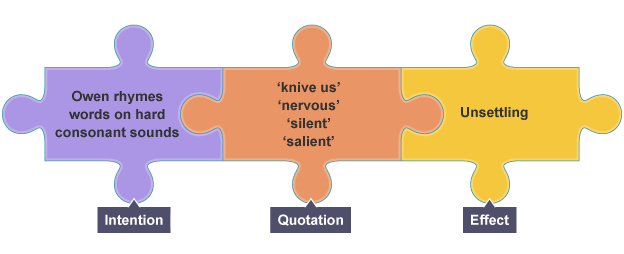 Owen rhymes
words on hard
consonant sounds
‘knive us’
‘nervous’
‘silent’
‘salient’
Unsettling
Intention
Quotation
Effect